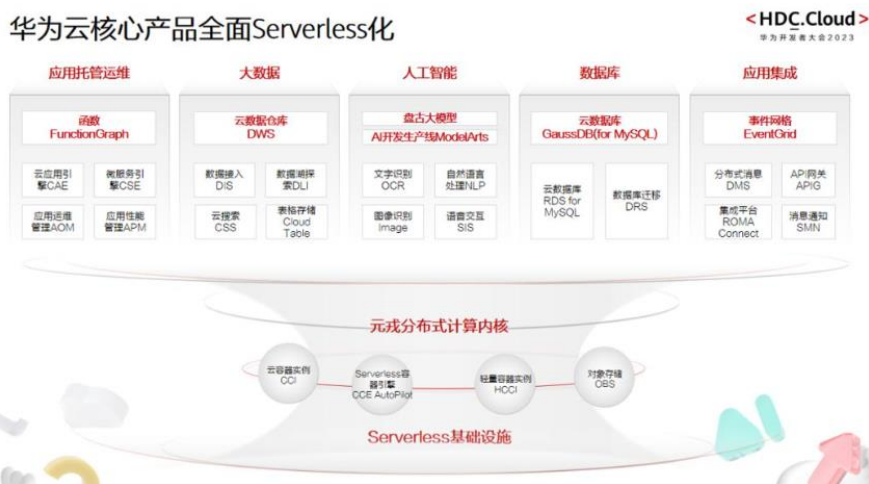 华为云核心产品全面Serverless化
<HDC.Cloud>
华为开发者大会2023
应用托管运维
大数据
人工智能
数据库
应用集成
函数
FunctionGraph
云数据仓库
DWS
盘古大模型
AI开发生产线ModelArts
云数据库
GaussDB(for MySQL)
事件网格
EventGrid
云应用引
擎CAE
微服务引
擎CSE
数据接入
DIS
数据湖探
索DLI
文字识别
OCR
自然语言
处理NLP
云数据库
RDS for
MySQL
数据库迁移
DRS
分布式消息
DMS
API网关
APIG
应用运维
管理AOM
应用性能
管理APM
云搜索
CSS
表格存储
Cloud
Table
图像识别
Image
语音交互
SIS
集成平台
ROMA
Connect
消息通知
SMN
元戎分布式计算内核
云容器实例
CCI
Serverless容
器引擎
CCE AutoPilot
轻量容器实例
HCCI
对象存储
OBS
Serverless基础设施